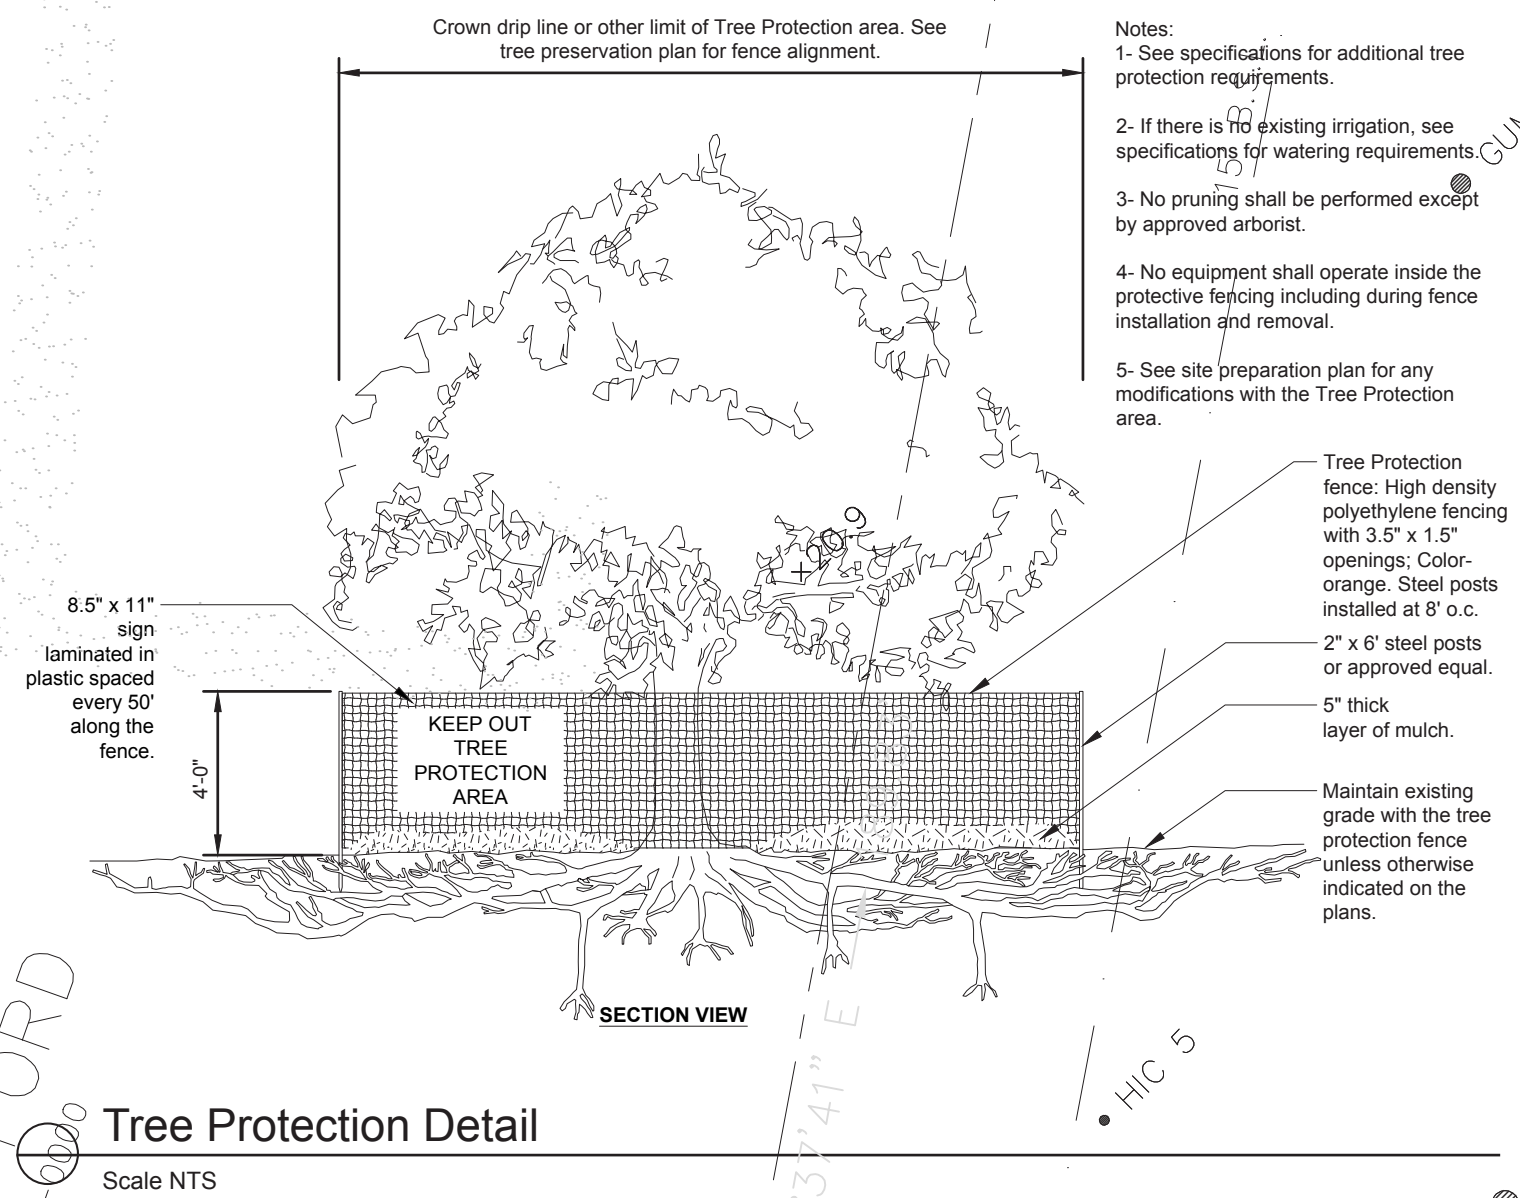 Crown drip line or other limit of Tree Protection area. See
tree preservation plan for fence alignment.
Notes:
1- See specifications for additional tree
protection requirements.
2- If there is no existing irrigation, see
specifications for watering requirements.
3- No pruning shall be performed except
by approved arborist.
4- No equipment shall operate inside the
protective fencing including during fence
installation and removal.
5- See site preparation plan for any
modifications with the Tree Protection
area.
15' B.S.L.
Tree Protection
fence: High density
polyethylene fencing
with 3.5" x 1.5"
openings; Color-
orange. Steel posts
installed at 8' o.c.
2" x 6' steel posts
or approved equal.
5" thick
layer of mulch.
Maintain existing
grade with the tree
protection fence
unless otherwise
indicated on the
plans.
8.5" x 11"
sign
laminated in
plastic spaced
every 50'
along the
fence.
4'-0"
KEEP OUT
TREE
PROTECTION
AREA
SECTION VIEW
37'41" E
HIC 5
ORD
Tree Protection Detail
Scale NTS